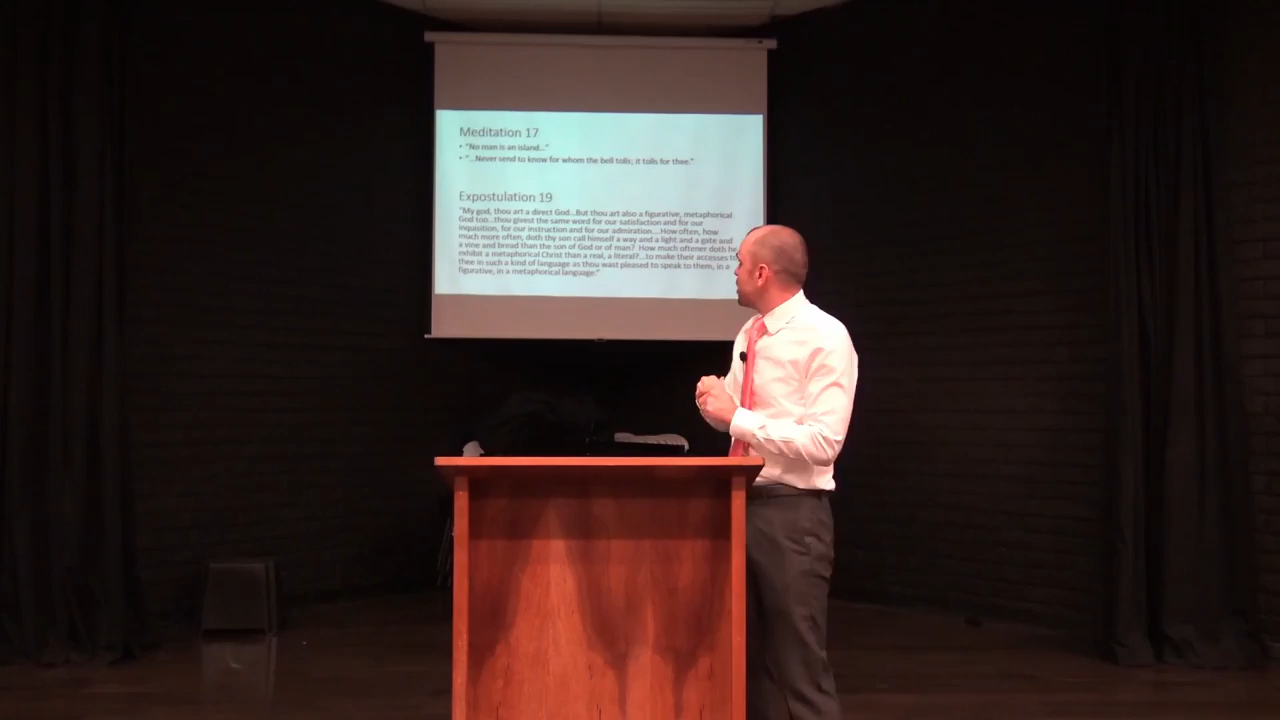 Meditation 17
• "No man is an island..."
• "...Never send to know for whom the bell tolls; it tolls for thee."
Expostulation 19
"My god, thou art a direct God...But thou art also a figurative, metaphorical
God too...thou givest the same word for our satisfaction and for our
inquisition, for our instruction and for our admiration....How often, how
much more often, doth thy son call himself a way and a light and a gate and
a vine and bread than the son of God or of man? How much oftener doth he
exhibit a metaphorical Christ than a real, a literal?...to make their accesses to
thee in such a kind of language as thou wast pleased to speak to them, in a
figurative, in a metaphorical language."